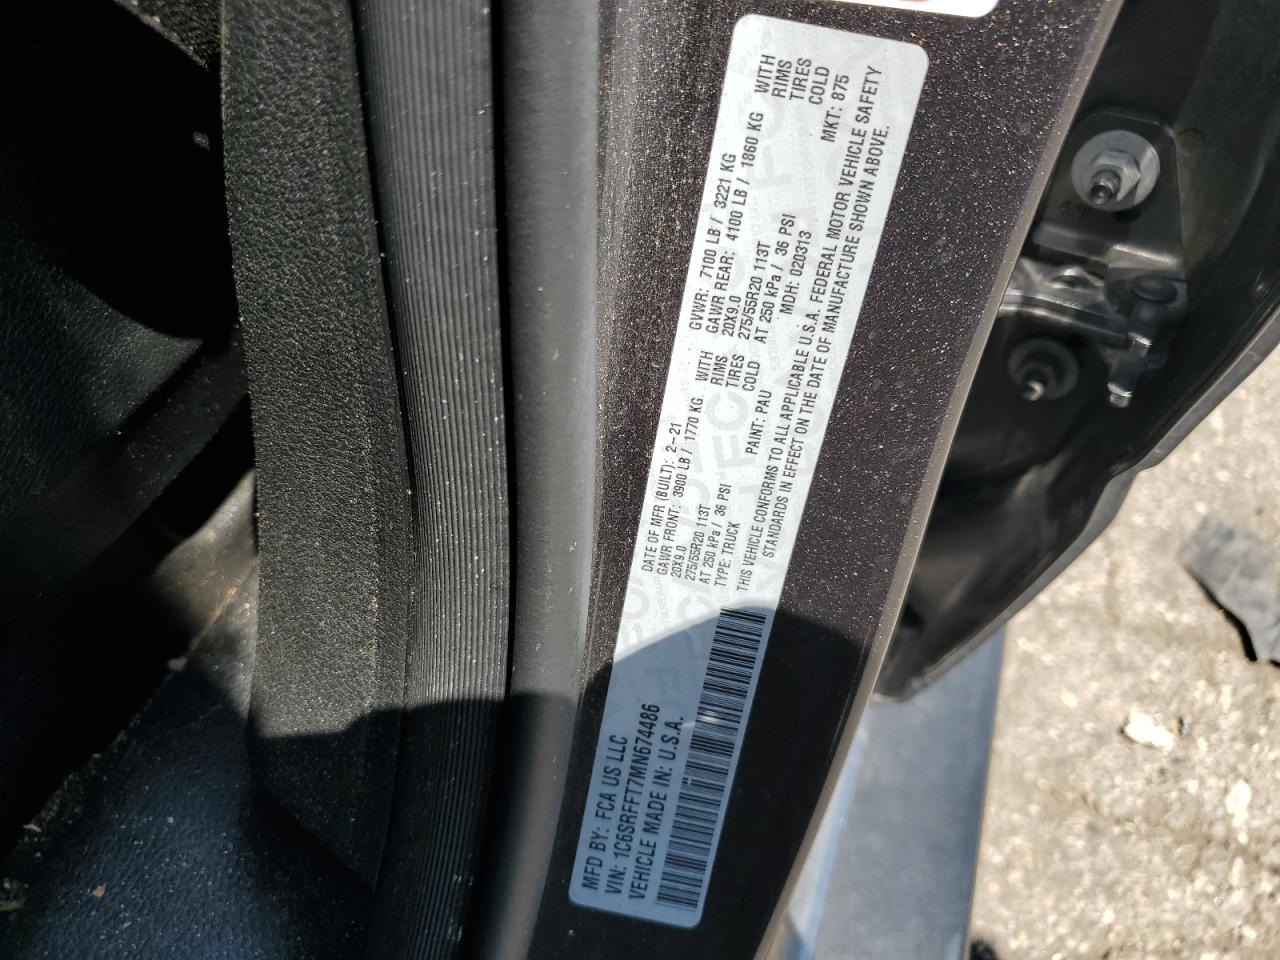 MFD BY: FCA US LLC
VIN: 1C6SRFFT7MN674486
VEHICLE MADE IN: U.S.A.
DATE OF MFR (BUILT): 2-21 GVWR: 7100 LB / 3221 KG
GAWR FRONT: 3900 LB / 1770 KG WITH GAWR REAR: 4100 LB / 1860 KG WITH
20X9.0 RIMS 20X9.0 RIMS
275/55R20 113T TIRES 275/55R20 113T TIRES
AT 250 kPa / 36 PSI COLD AT 250 kPa / 36 PSI COLD
TYPE: TRUCK PAINT: PAU MDH: 020313 MKT: 875
THIS VEHICLE CONFORMS TO ALL APPLICABLE U.S.A. FEDERAL MOTOR VEHICLE SAFETY
STANDARDS IN EFFECT ON THE DATE OF MANUFACTURE SHOWN ABOVE.